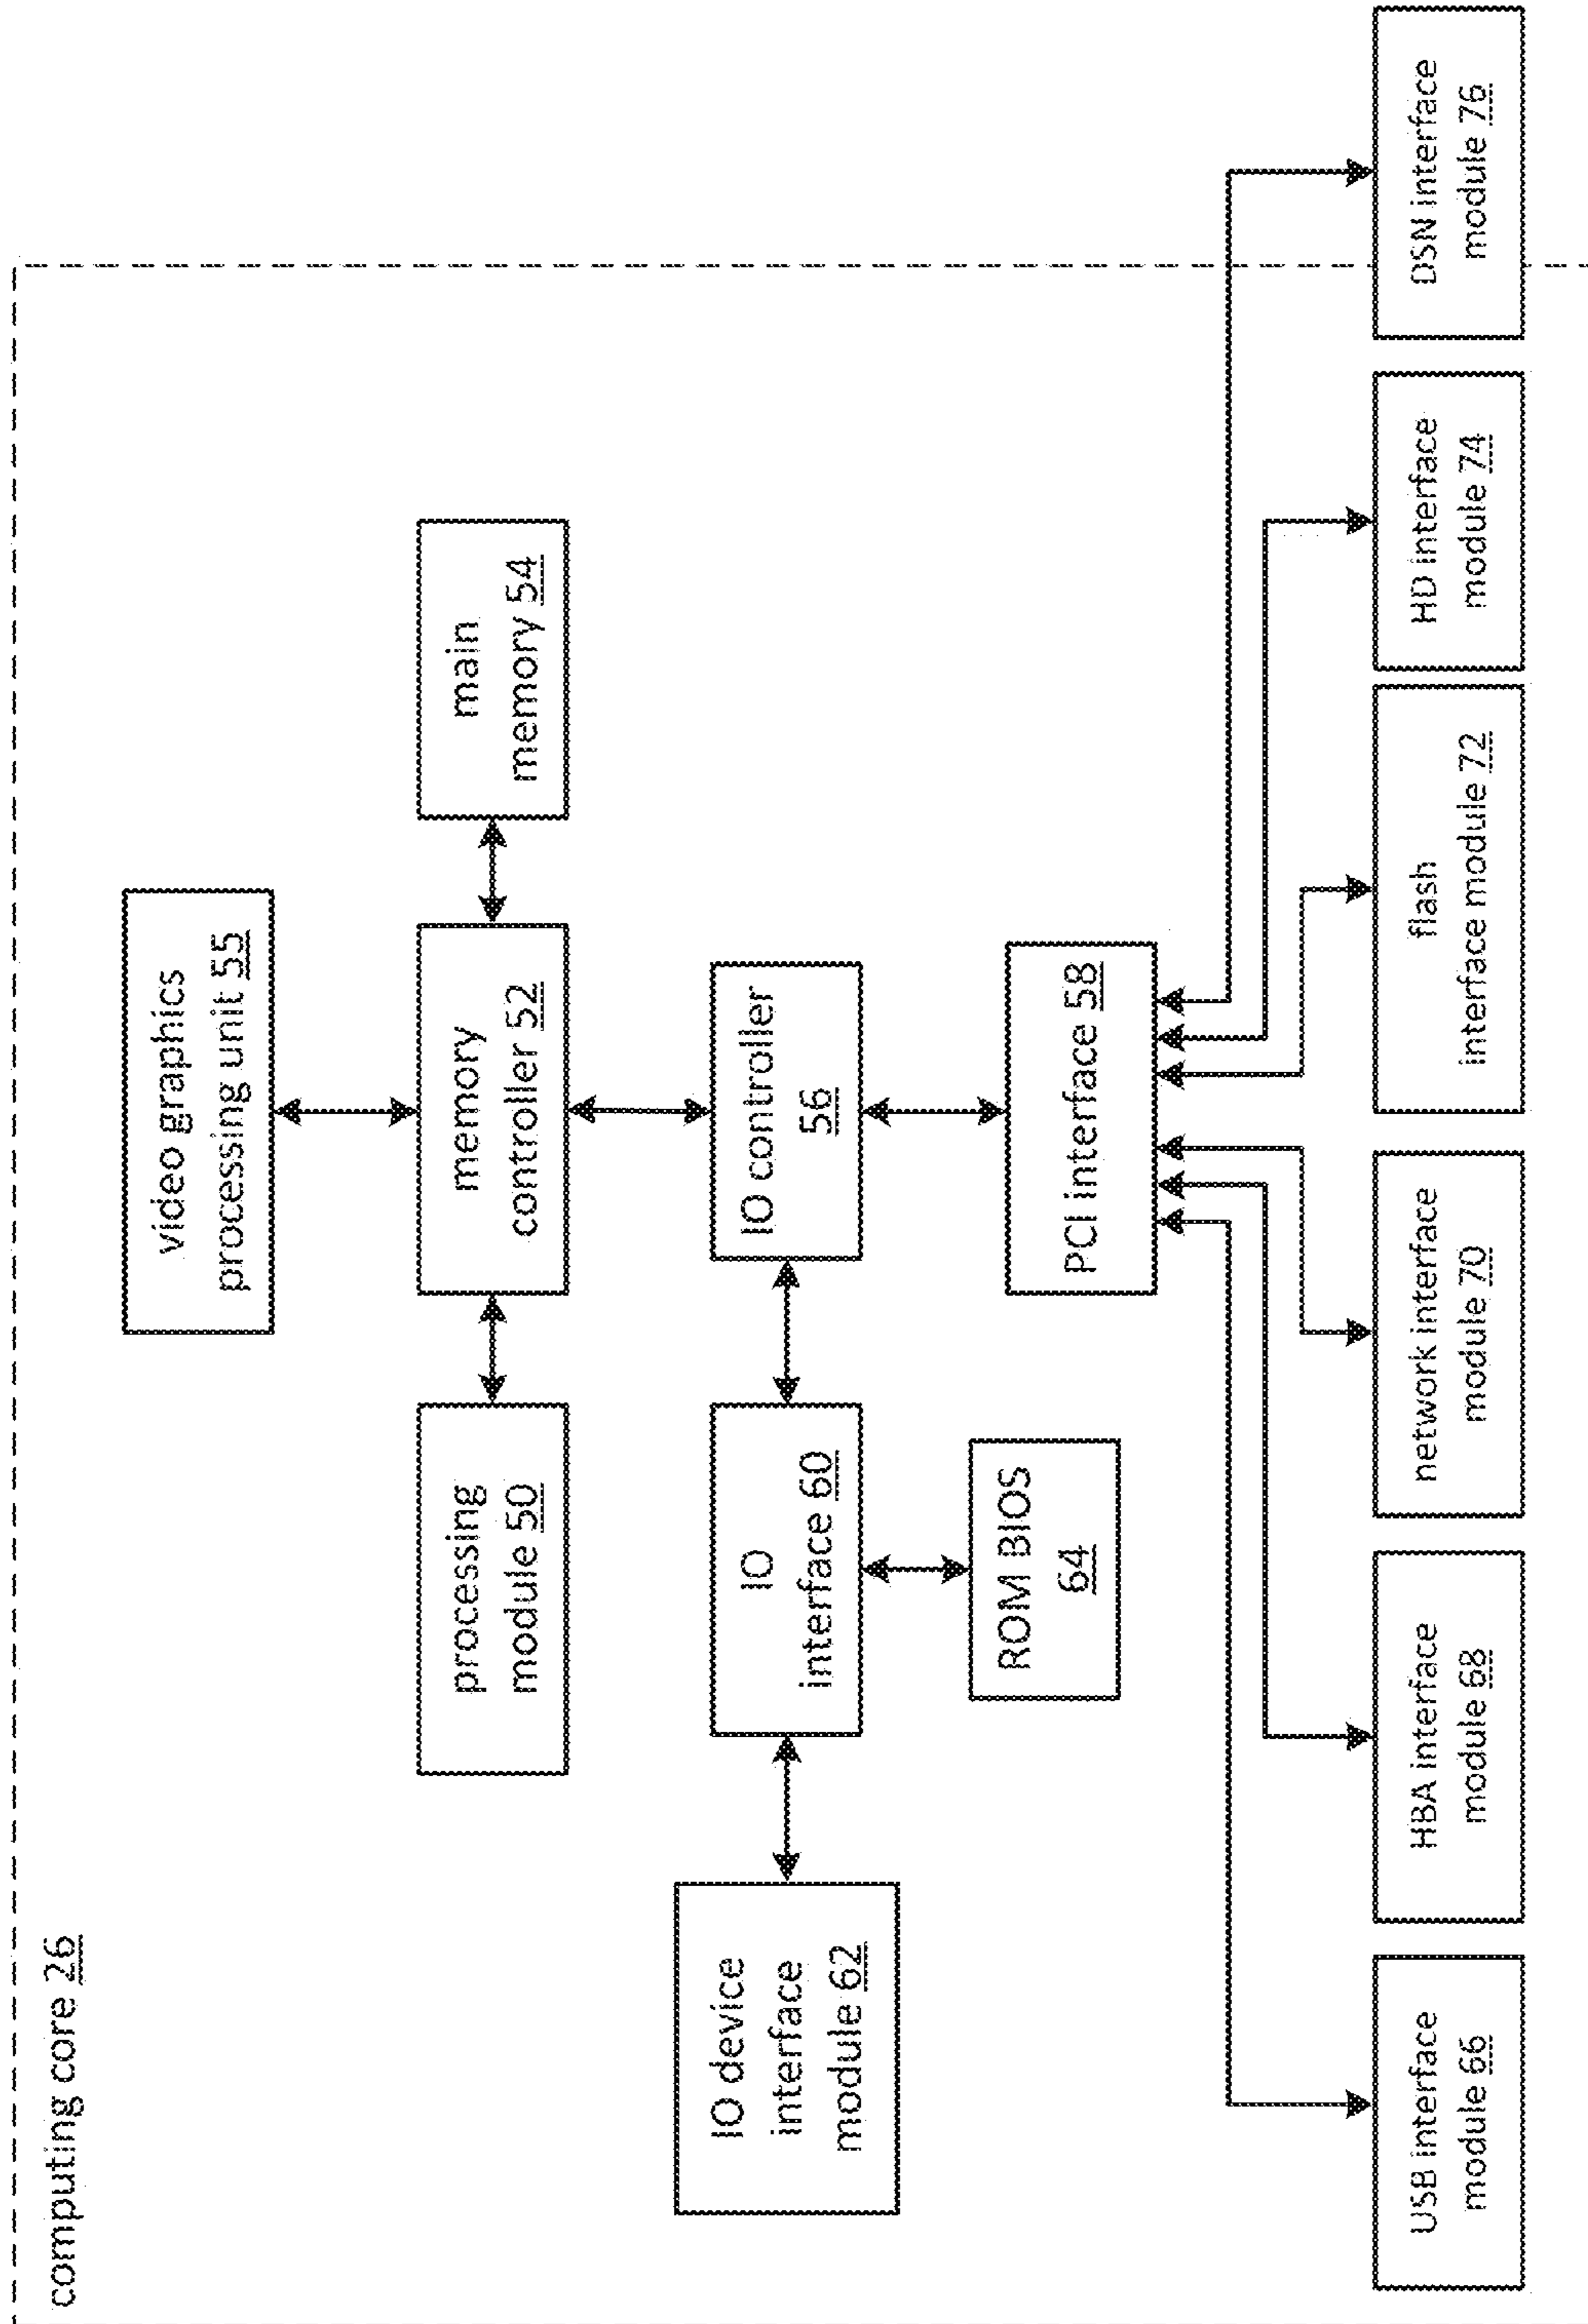 computing core 26
video graphics
processing unit 55
processing
module 50
memory
controller 52
main
memory 54
IO device
interface
module 62
IO
interface 60
IO controller
56
ROM BIOS
64
PCI interface 58
USB interface
module 66
HBA interface
module 68
network interface
module 70
flash
interface module 72
HD interface
module 74
DSN interface
module 76